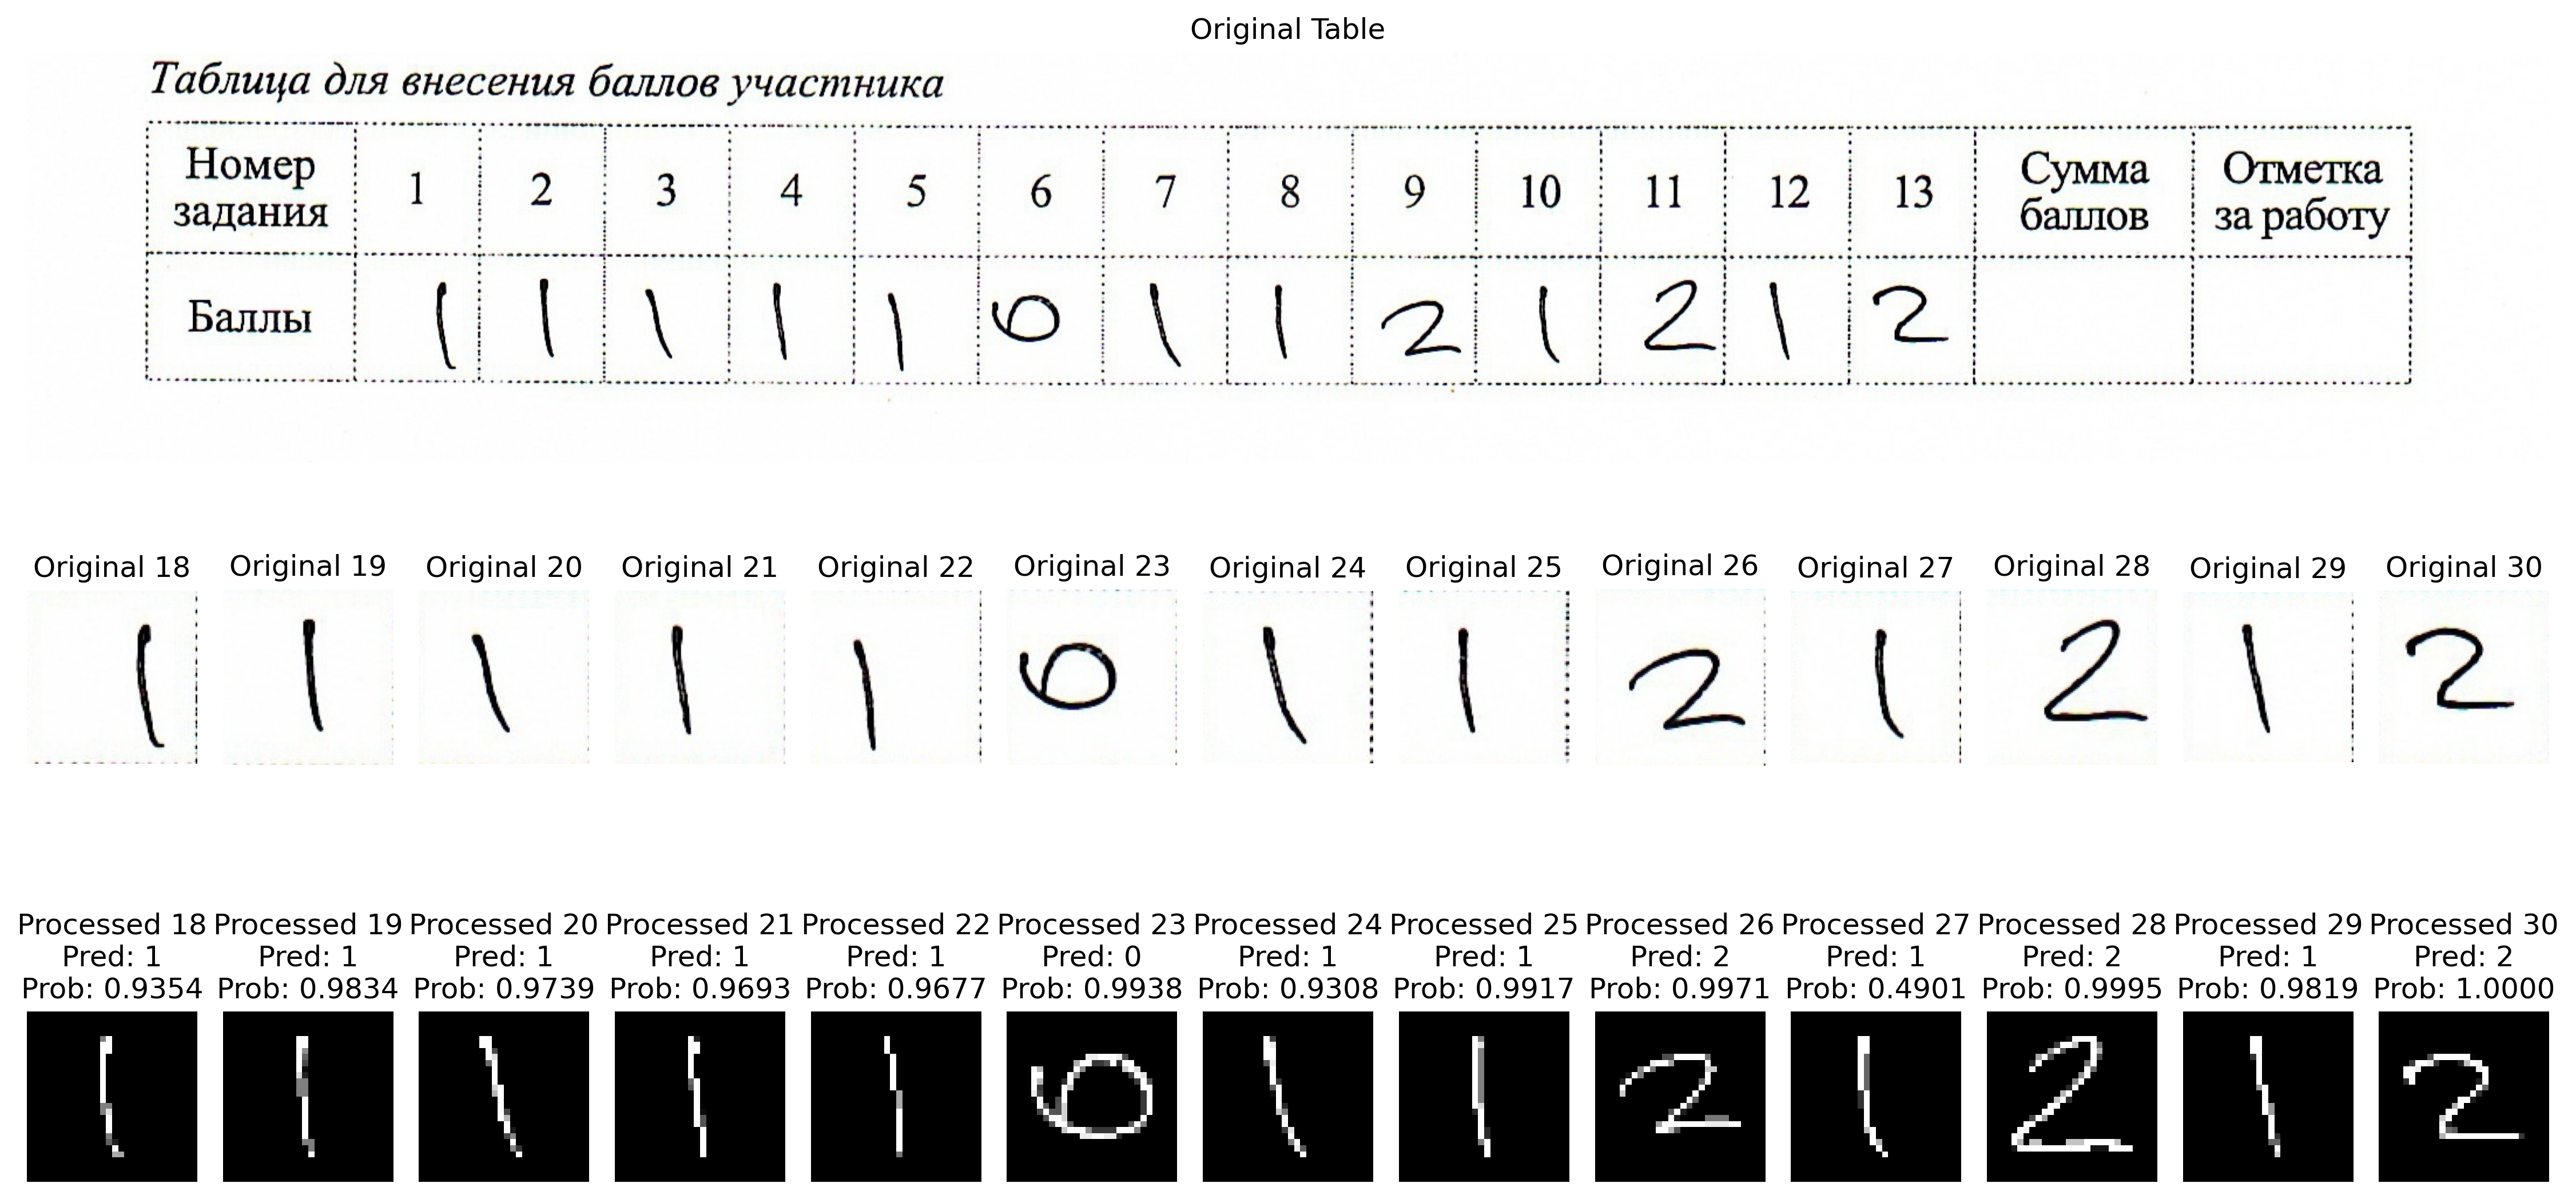 Original Table
Таблица для внесения баллов участника
Номер задания 1 2 3 4 5 6 7 8 9 10 11 12 13 Сумма баллов Отметка за работу
Баллы 1 1 1 1 1 0 1 1 2 1 2 1 2
Original 18 Original 19 Original 20 Original 21 Original 22 Original 23 Original 24 Original 25 Original 26 Original 27 Original 28 Original 29 Original 30
1 1 1 1 1 0 1 1 2 1 2 1 2
Processed 18 Processed 19 Processed 20 Processed 21 Processed 22 Processed 23 Processed 24 Processed 25 Processed 26 Processed 27 Processed 28 Processed 29 Processed 30
Pred: 1 Pred: 1 Pred: 1 Pred: 1 Pred: 1 Pred: 0 Pred: 1 Pred: 1 Pred: 2 Pred: 1 Pred: 2 Pred: 1 Pred: 2
Prob: 0.9354 Prob: 0.9834 Prob: 0.9739 Prob: 0.9693 Prob: 0.9677 Prob: 0.9938 Prob: 0.9308 Prob: 0.9917 Prob: 0.9971 Prob: 0.4901 Prob: 0.9995 Prob: 0.9819 Prob: 1.0000
1 1 1 1 1 0 1 1 2 1 2 1 2